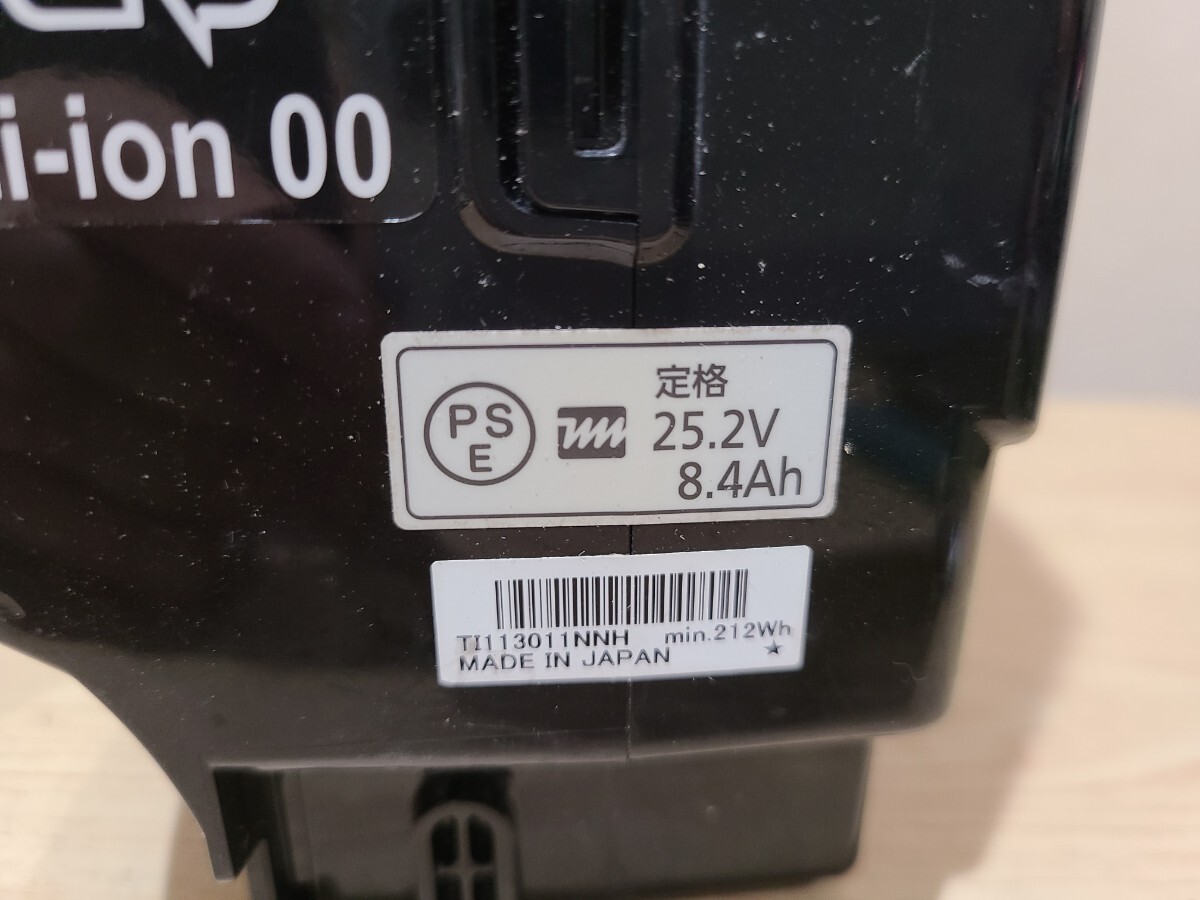 i-ion 00
PS
E
定格
25.2V
8.4Ah
TI113011NNH min.212Wh
MADE IN JAPAN ★